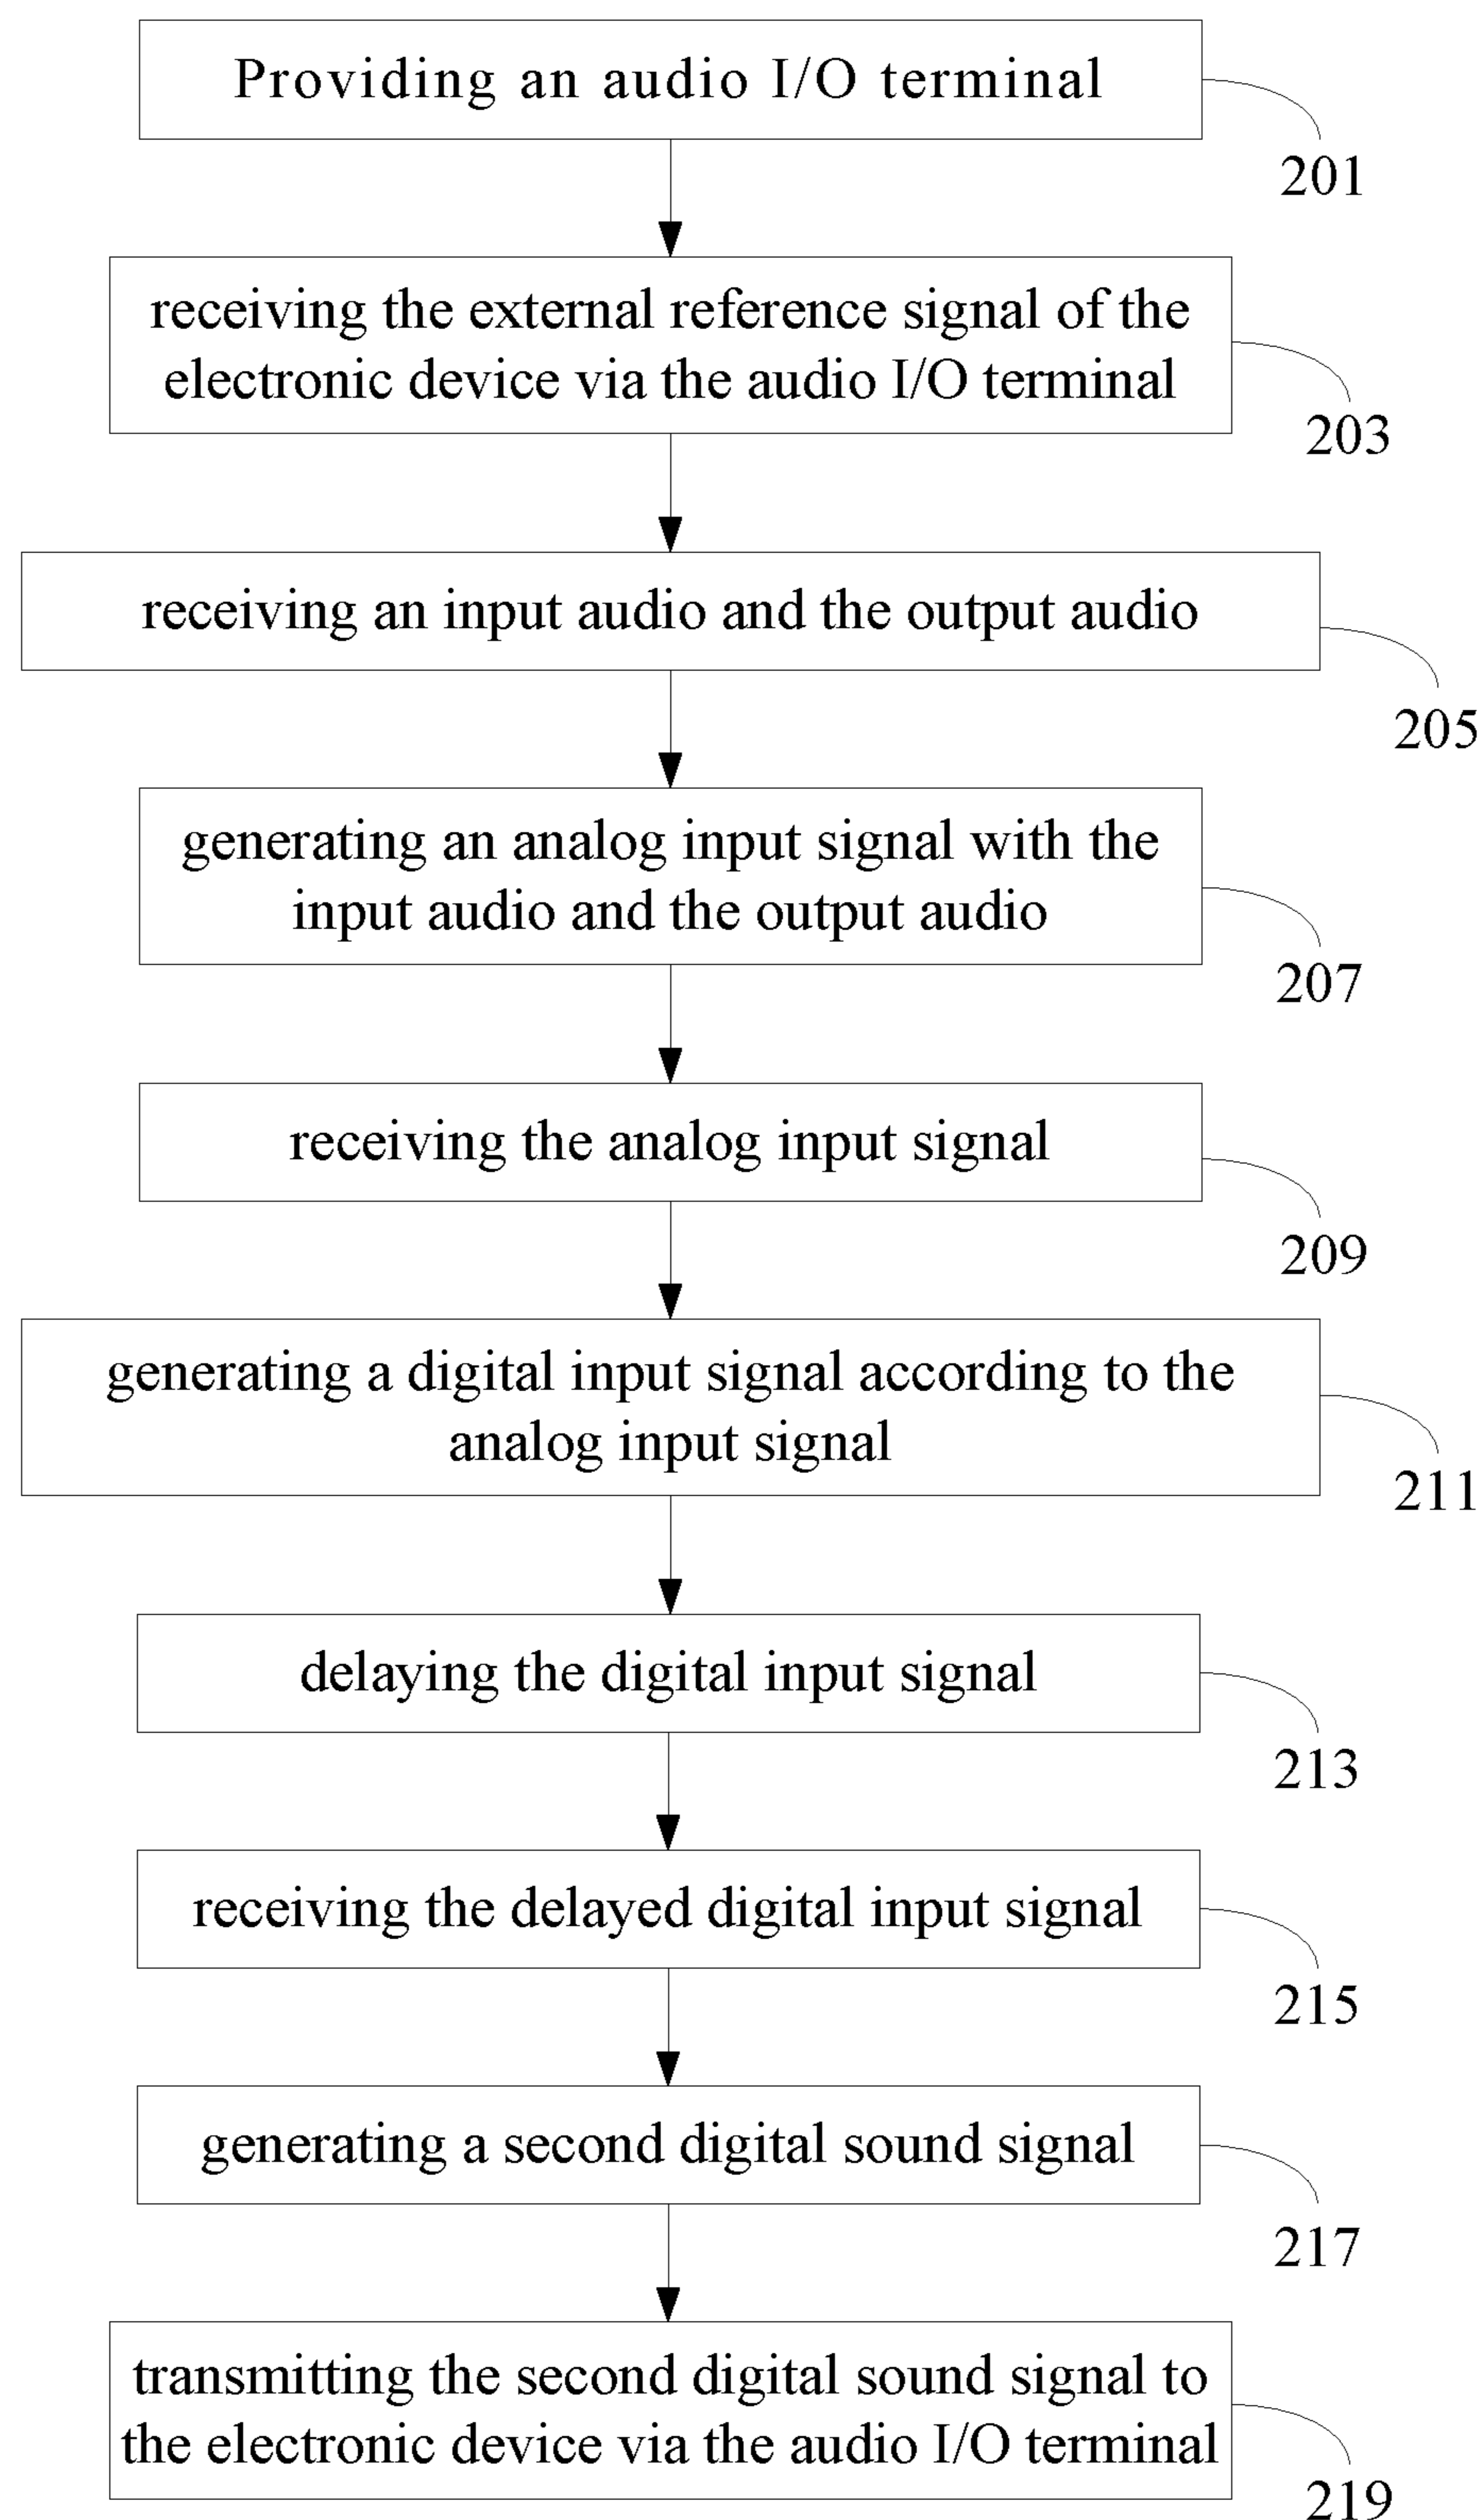 Providing an audio I/O terminal
201
receiving the external reference signal of the
electronic device via the audio I/O terminal
203
receiving an input audio and the output audio
205
generating an analog input signal with the
input audio and the output audio
207
receiving the analog input signal
209
generating a digital input signal according to the
analog input signal
211
delaying the digital input signal
213
receiving the delayed digital input signal
215
generating a second digital sound signal
217
transmitting the second digital sound signal to
the electronic device via the audio I/O terminal
219